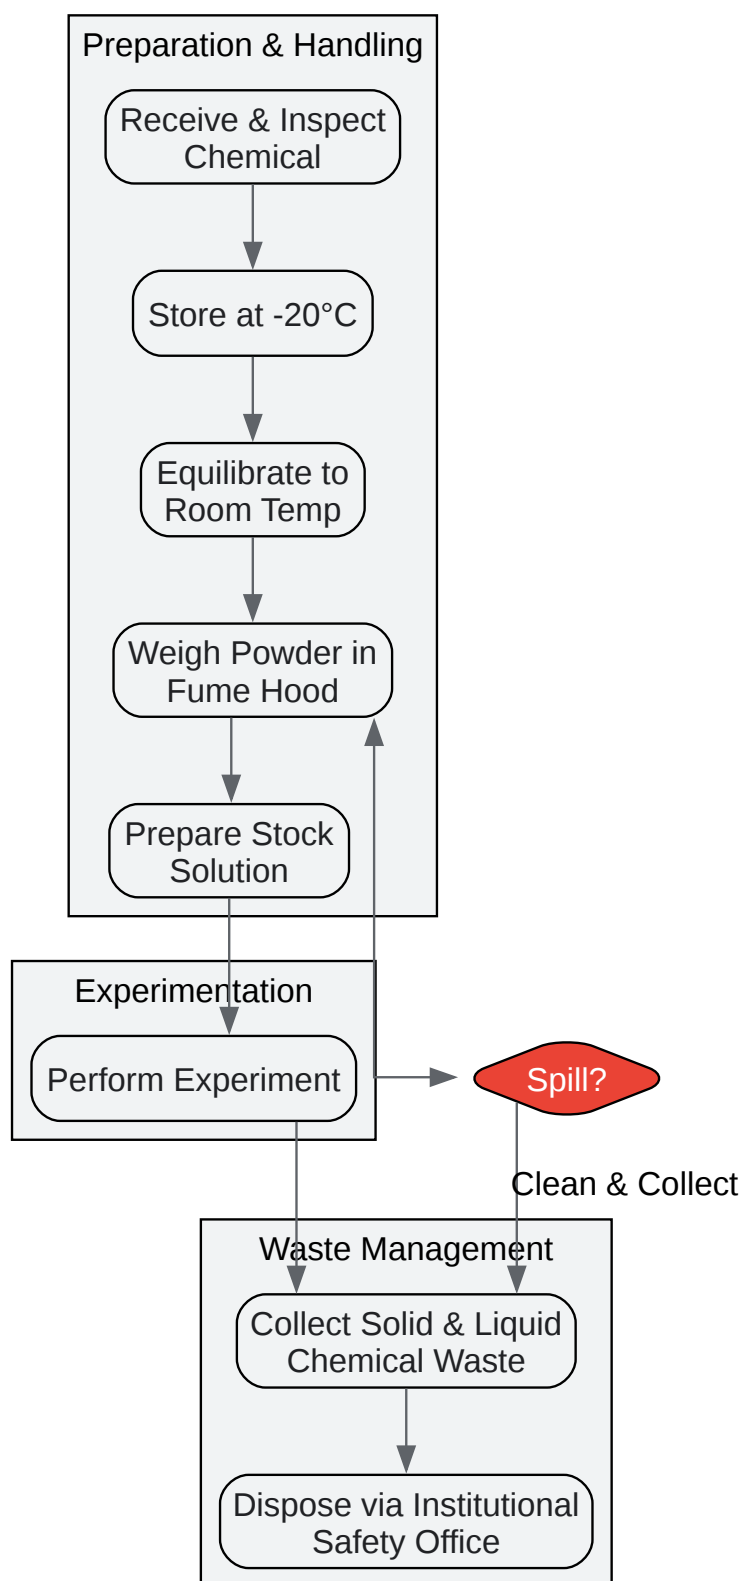 Preparation & Handling
Receive & Inspect
Chemical
Store at -20°C
Equilibrate to
Room Temp
Weigh Powder in
Fume Hood
Prepare Stock
Solution
Experimentation
Perform Experiment
Spill?
Clean & Collect
Waste Management
Collect Solid & Liquid
Chemical Waste
Dispose via Institutional
Safety Office